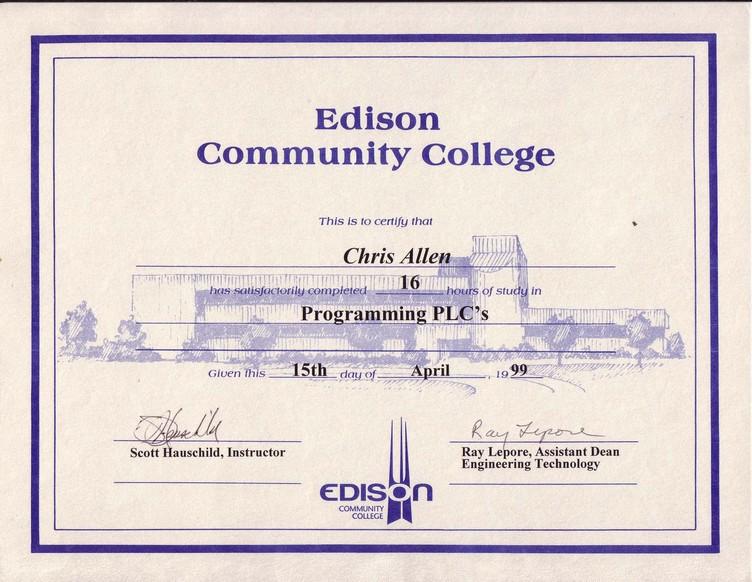 Edison
Community College
This is to certify that
Chris Allen
has satisfactorily completed 16 hours of study in
Programming PLC's
Given this 15th day of April , 1999
Ray Lepore
Scott Hauschild, Instructor
Ray Lepore, Assistant Dean
Engineering Technology
EDISON
COMMUNITY
COLLEGE